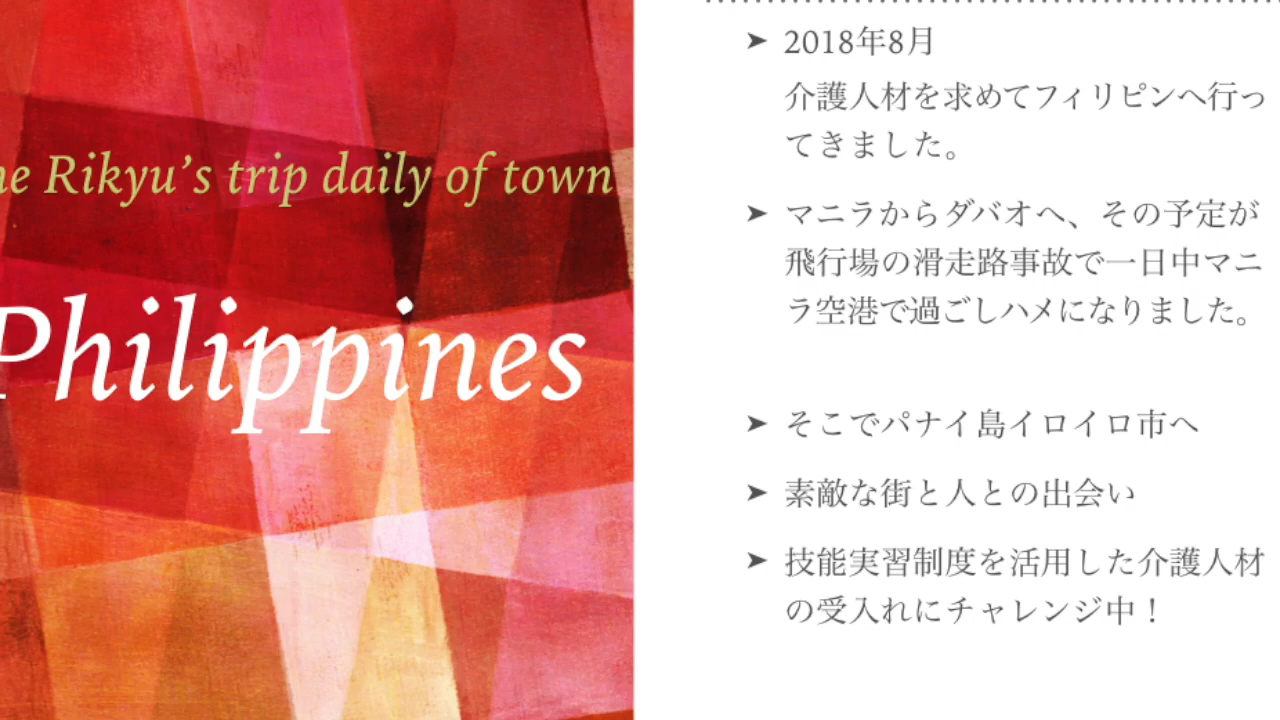 Rikyu’s trip daily of town
Philippines
➤ 2018年8月
介護人材を求めてフィリピンへ行っ
てきました。
➤ マニラからダバオへ、その予定が
飛行場の滑走路事故で一日中マニ
ラ空港で過ごしハメになりました。
➤ そこでパナイ島イロイロ市へ
➤ 素敵な街と人との出会い
➤ 技能実習制度を活用した介護人材
の受入れにチャレンジ中！